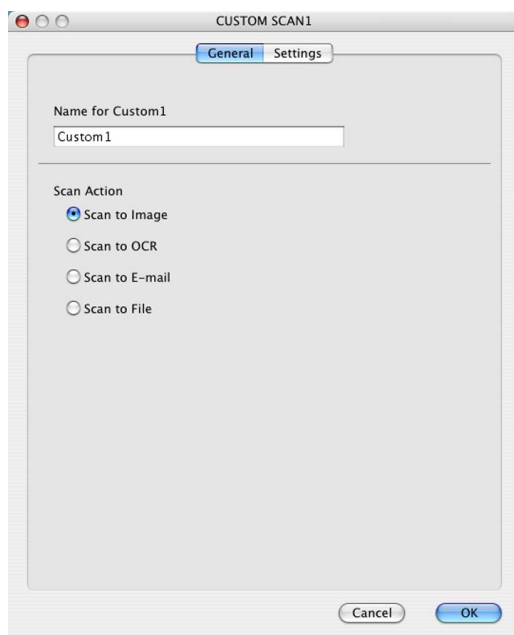 CUSTOM SCAN1
General Settings
Name for Custom1
Custom1
Scan Action
Scan to Image
Scan to OCR
Scan to E-mail
Scan to File
Cancel OK